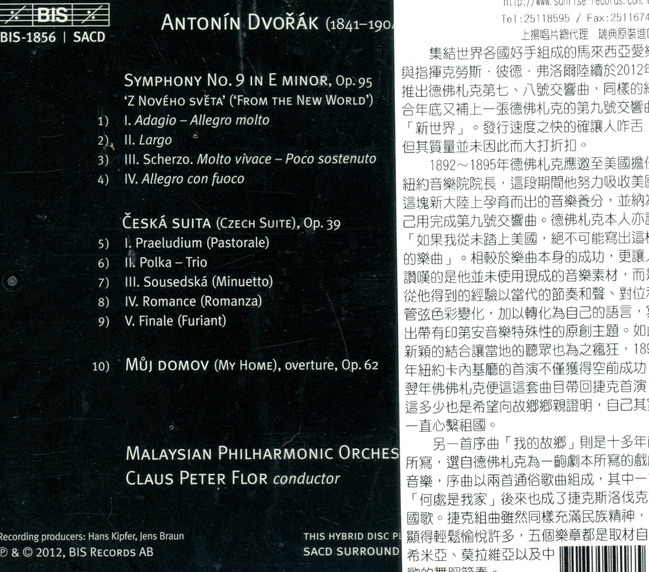 BIS BIS
BIS-1856 | SACD
ANTONÍN DVOŘÁK (1841–190
SYMPHONY NO. 9 IN E MINOR, Op. 95
'Z NOVÉHO SVĚTA' ('FROM THE NEW WORLD')
1) I. Adagio – Allegro molto
2) II. Largo
3) III. Scherzo. Molto vivace – Poco sostenuto
4) IV. Allegro con fuoco
ČESKÁ SUITA (CZECH SUITE), Op. 39
5) I. Praeludium (Pastorale)
6) II. Polka – Trio
7) III. Sousedská (Minuetto)
8) IV. Romance (Romanza)
9) V. Finale (Furiant)
10) MŮJ DOMOV (MY HOME), overture, Op. 62
MALAYSIAN PHILHARMONIC ORCHES
CLAUS PETER FLOR conductor
Recording producers: Hans Kipfer, Jens Braun
℗ & © 2012, BIS RECORDS AB
THIS HYBRID DISC PL
SACD SURROUND
http://www.sunrise-records.com.
Tel:25118595 / Fax:2511674
上揚唱片總代理 瑞典原裝進口
集結世界各國好手組成的馬來西亞愛
與指揮克勞斯・彼德・弗洛爾陸續於2012年
推出德佛札克第七、八號交響曲，同樣的
合年底又補上一張德佛札克的第九號交響曲
「新世界」。發行速度之快的確讓人咋舌，
但其質量並未因此而大打折扣。
1892～1895年德佛札克應邀至美國擔任
紐約音樂院院長，這段期間他努力吸收美國
這塊新大陸上孕育而出的音樂養分，並納為
己用完成第九號交響曲。德佛札克本人亦
「如果我從未踏上美國，絕不可能寫出這樣
的樂曲」。相較於樂曲本身的成功，更讓人
讚嘆的是他並未使用現成的音樂素材，而是
從他得到的經驗以當代的節奏和聲、對位和
管弦色彩變化，加以轉化為自己的語言，寫
出帶有印第安音樂特殊性的原創主題。如此
新穎的結合讓當地的聽眾也為之瘋狂，189
年紐約卡內基廳的首演不僅獲得空前成功，
翌年佛佛札克便這這套曲目帶回捷克首演，
這多少也是希望向故鄉鄉親證明，自己其實
一直心繫祖國。
另一首序曲「我的故鄉」則是十多年前
所寫，選自德佛札克為一齣劇本所寫的戲劇
音樂，序曲以兩首通俗歌曲組成，其中一首
「何處是我家」後來也成了捷克斯洛伐克
國歌。捷克組曲雖然同樣充滿民族精神，
顯得輕鬆愉悅許多，五個樂章都是取材自
希米亞、莫拉維亞以及中